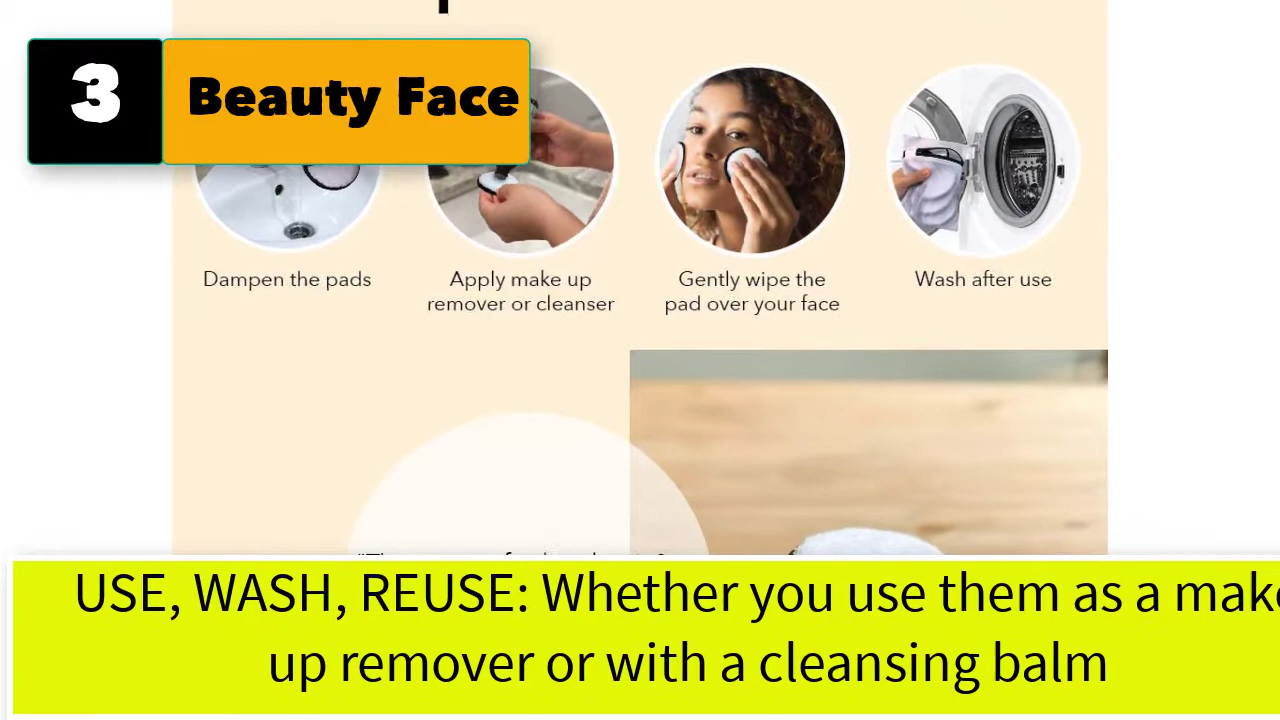 3
Beauty Face
Dampen the pads
Apply make up
remover or cleanser
Gently wipe the
pad over your face
Wash after use
USE, WASH, REUSE: Whether you use them as a make
up remover or with a cleansing balm